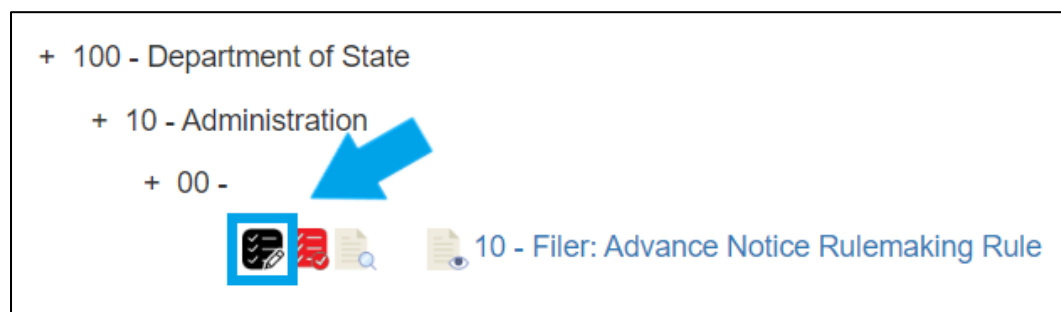 + 100 - Department of State
+ 10 - Administration
+ 00 -
10 - Filer: Advance Notice Rulemaking Rule